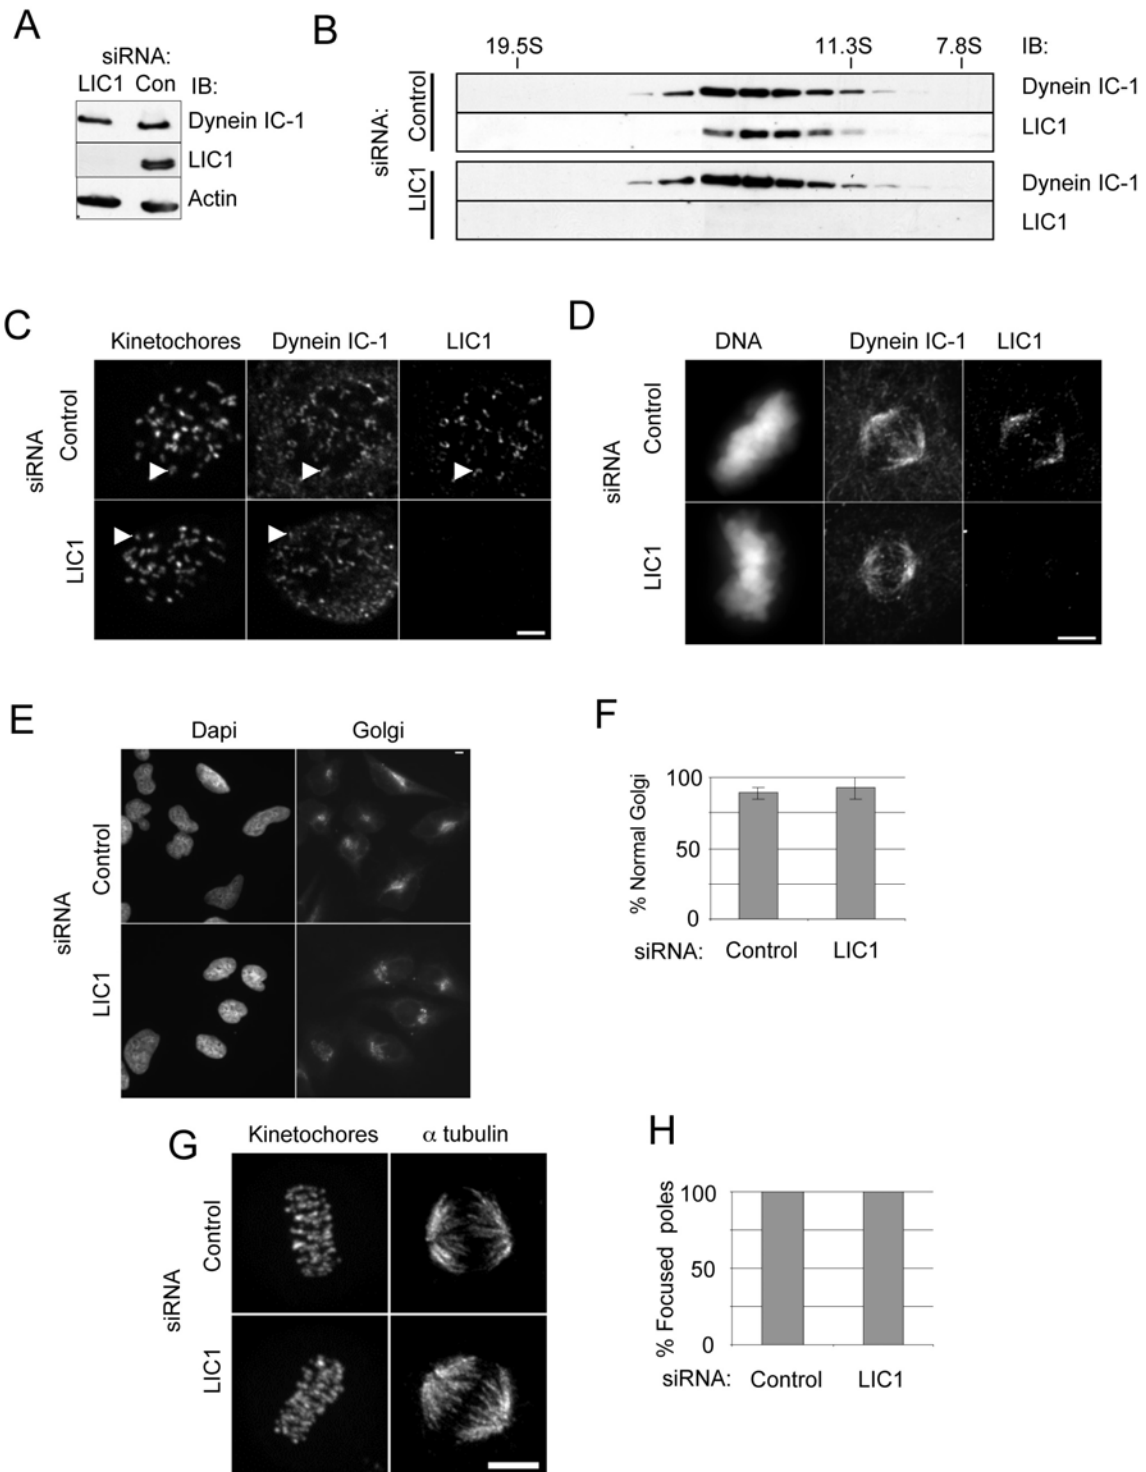 A
siRNA:
LIC1 Con IB:
Dynein IC-1
LIC1
Actin
B
19.5S 11.3S 7.8S IB:
siRNA:
Control
Dynein IC-1
LIC1
LIC1
Dynein IC-1
LIC1
C
Kinetochores Dynein IC-1 LIC1
siRNA
Control
LIC1
D
DNA Dynein IC-1 LIC1
siRNA
Control
LIC1
E
Dapi Golgi
siRNA
Control
LIC1
F
% Normal Golgi
100
50
0
siRNA: Control LIC1
G
Kinetochores α tubulin
siRNA
Control
LIC1
H
% Focused poles
100
50
0
siRNA: Control LIC1